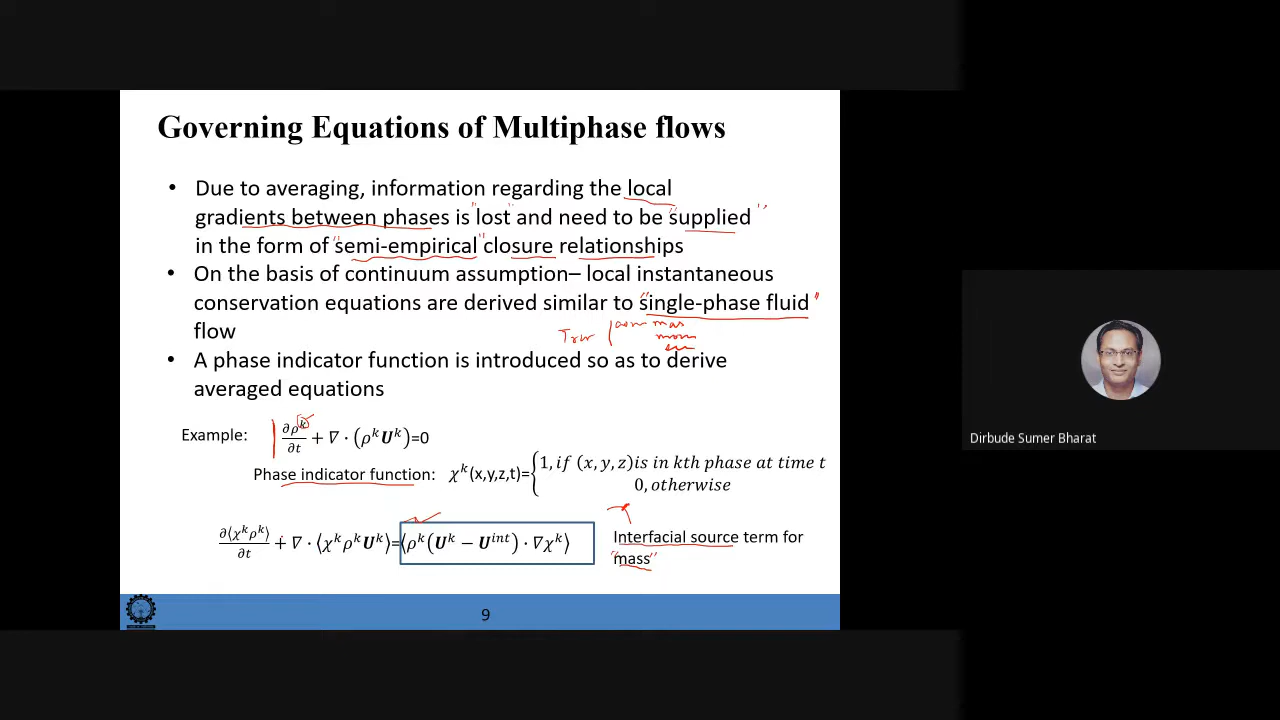 Governing Equations of Multiphase flows
• Due to averaging, information regarding the local
gradients between phases is "lost" and need to be "supplied"
in the form of "semi-empirical" closure relationships
• On the basis of continuum assumption– local instantaneous
conservation equations are derived similar to "single-phase fluid"
flow
mom
• A phase indicator function is introduced so as to derive
averaged equations
Example: ∂ρ^k/∂t + ∇ · (ρ^k U^k)=0
Phase indicator function: χ^k(x,y,z,t)={1, if (x, y, z)is in kth phase at time t
0, otherwise
∂⟨χ^k ρ^k⟩/∂t + ∇ · ⟨χ^k ρ^k U^k⟩=⟨ρ^k(U^k − U^int) · ∇χ^k⟩ Interfacial source term for
"mass"
9
Dirbude Sumer Bharat